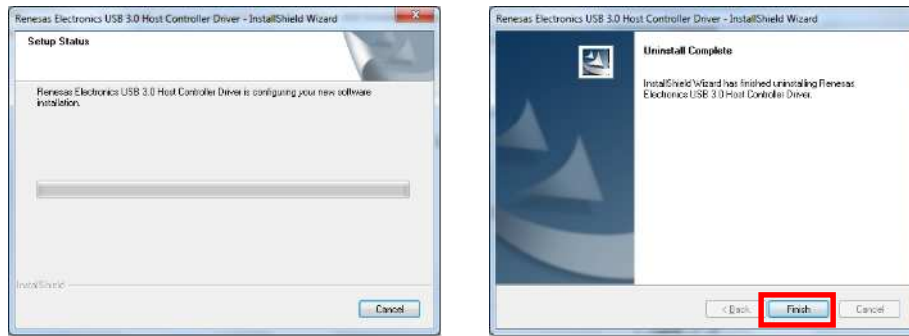 Renesas Electronics USB 3.0 Host Controller Driver - InstallShield Wizard
Setup Status
Renesas Electronics USB 3.0 Host Controller Driver is configuring your new software
installation.
InstallShield
Cancel
Renesas Electronics USB 3.0 Host Controller Driver - InstallShield Wizard
Uninstall Complete
InstallShield Wizard has finished uninstalling Renesas
Electronics USB 3.0 Host Controller Driver.
< Back
Finish
Cancel